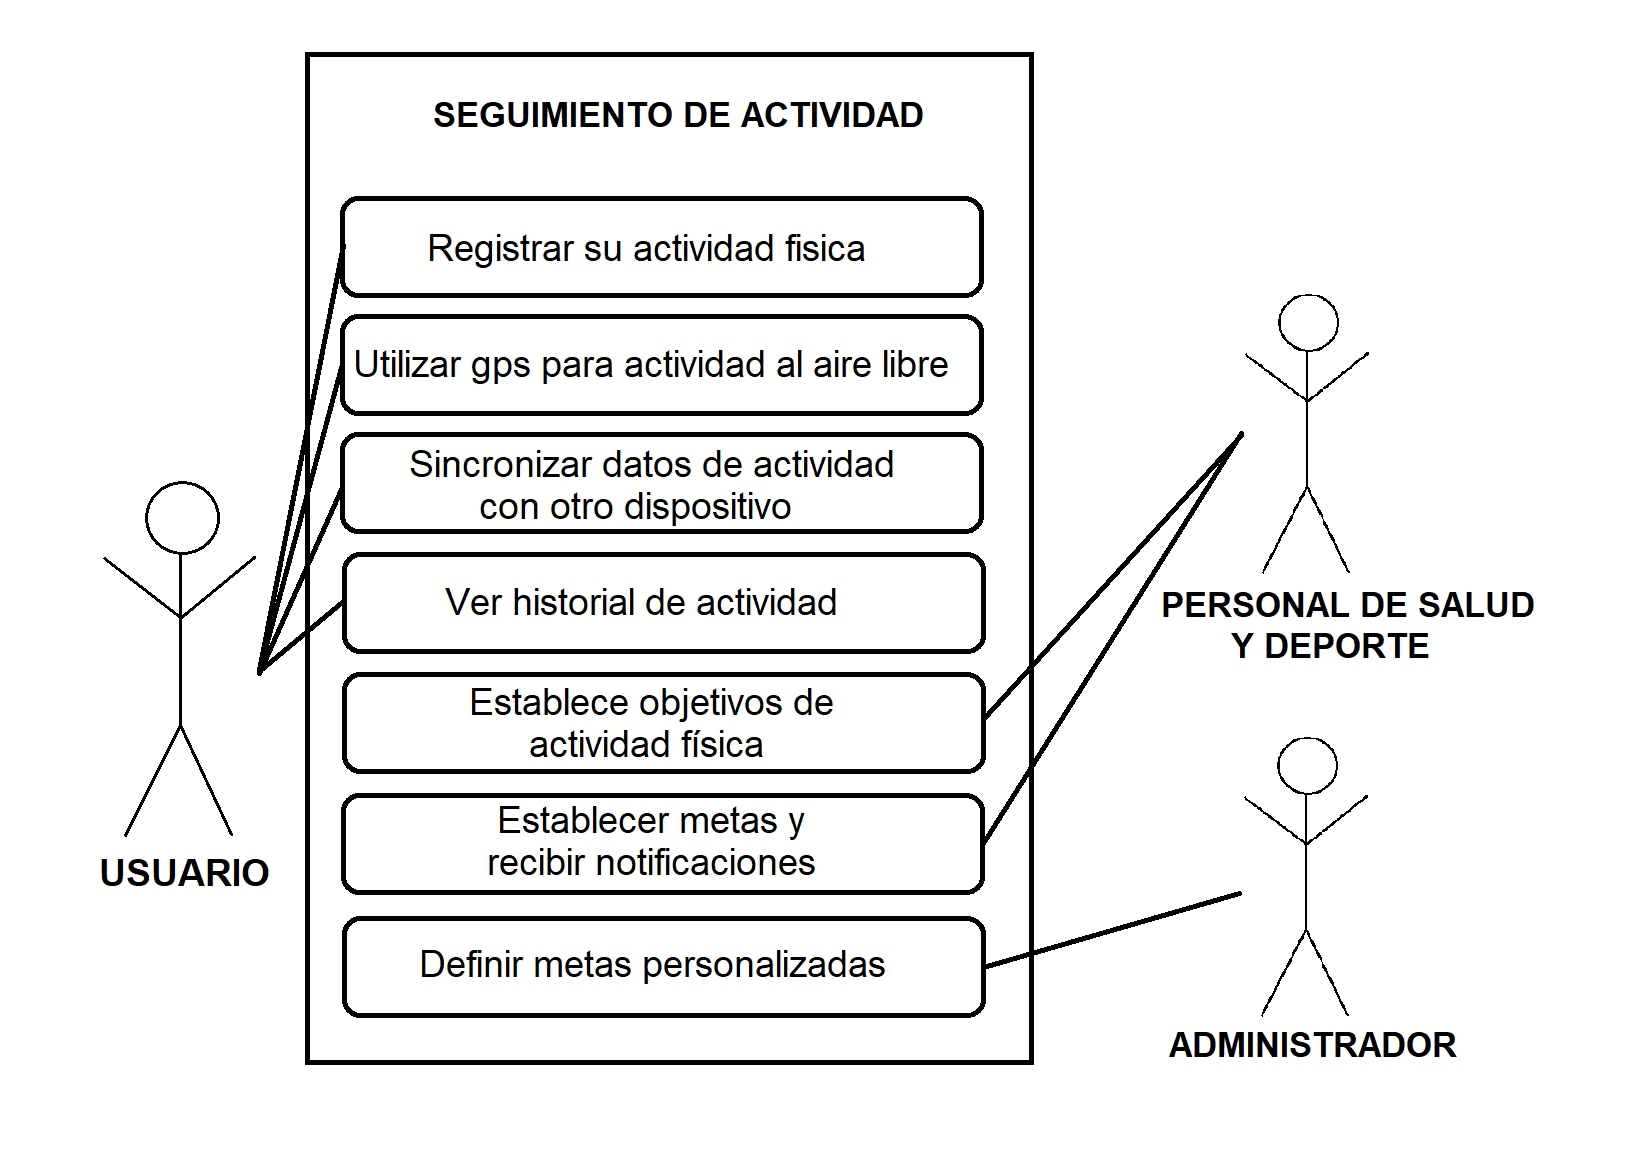 SEGUIMIENTO DE ACTIVIDAD
Registrar su actividad fisica
Utilizar gps para actividad al aire libre
Sincronizar datos de actividad
con otro dispositivo
Ver historial de actividad
Establece objetivos de
actividad física
Establecer metas y
recibir notificaciones
Definir metas personalizadas
USUARIO
PERSONAL DE SALUD
Y DEPORTE
ADMINISTRADOR